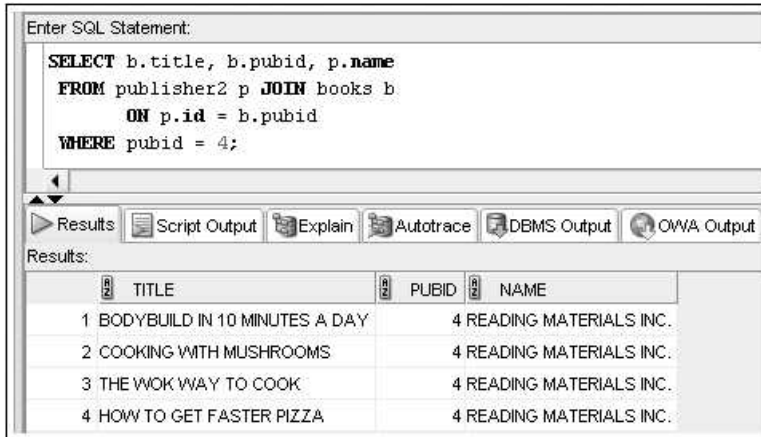 Enter SQL Statement:
SELECT b.title, b.pubid, p.name
FROM publisher2 p JOIN books b
ON p.id = b.pubid
WHERE pubid = 4;
Results Script Output Explain Autotrace DBMS Output OWA Output
Results:
TITLE PUBID NAME
1 BODYBUILD IN 10 MINUTES A DAY 4 READING MATERIALS INC.
2 COOKING WITH MUSHROOMS 4 READING MATERIALS INC.
3 THE WOK WAY TO COOK 4 READING MATERIALS INC.
4 HOW TO GET FASTER PIZZA 4 READING MATERIALS INC.